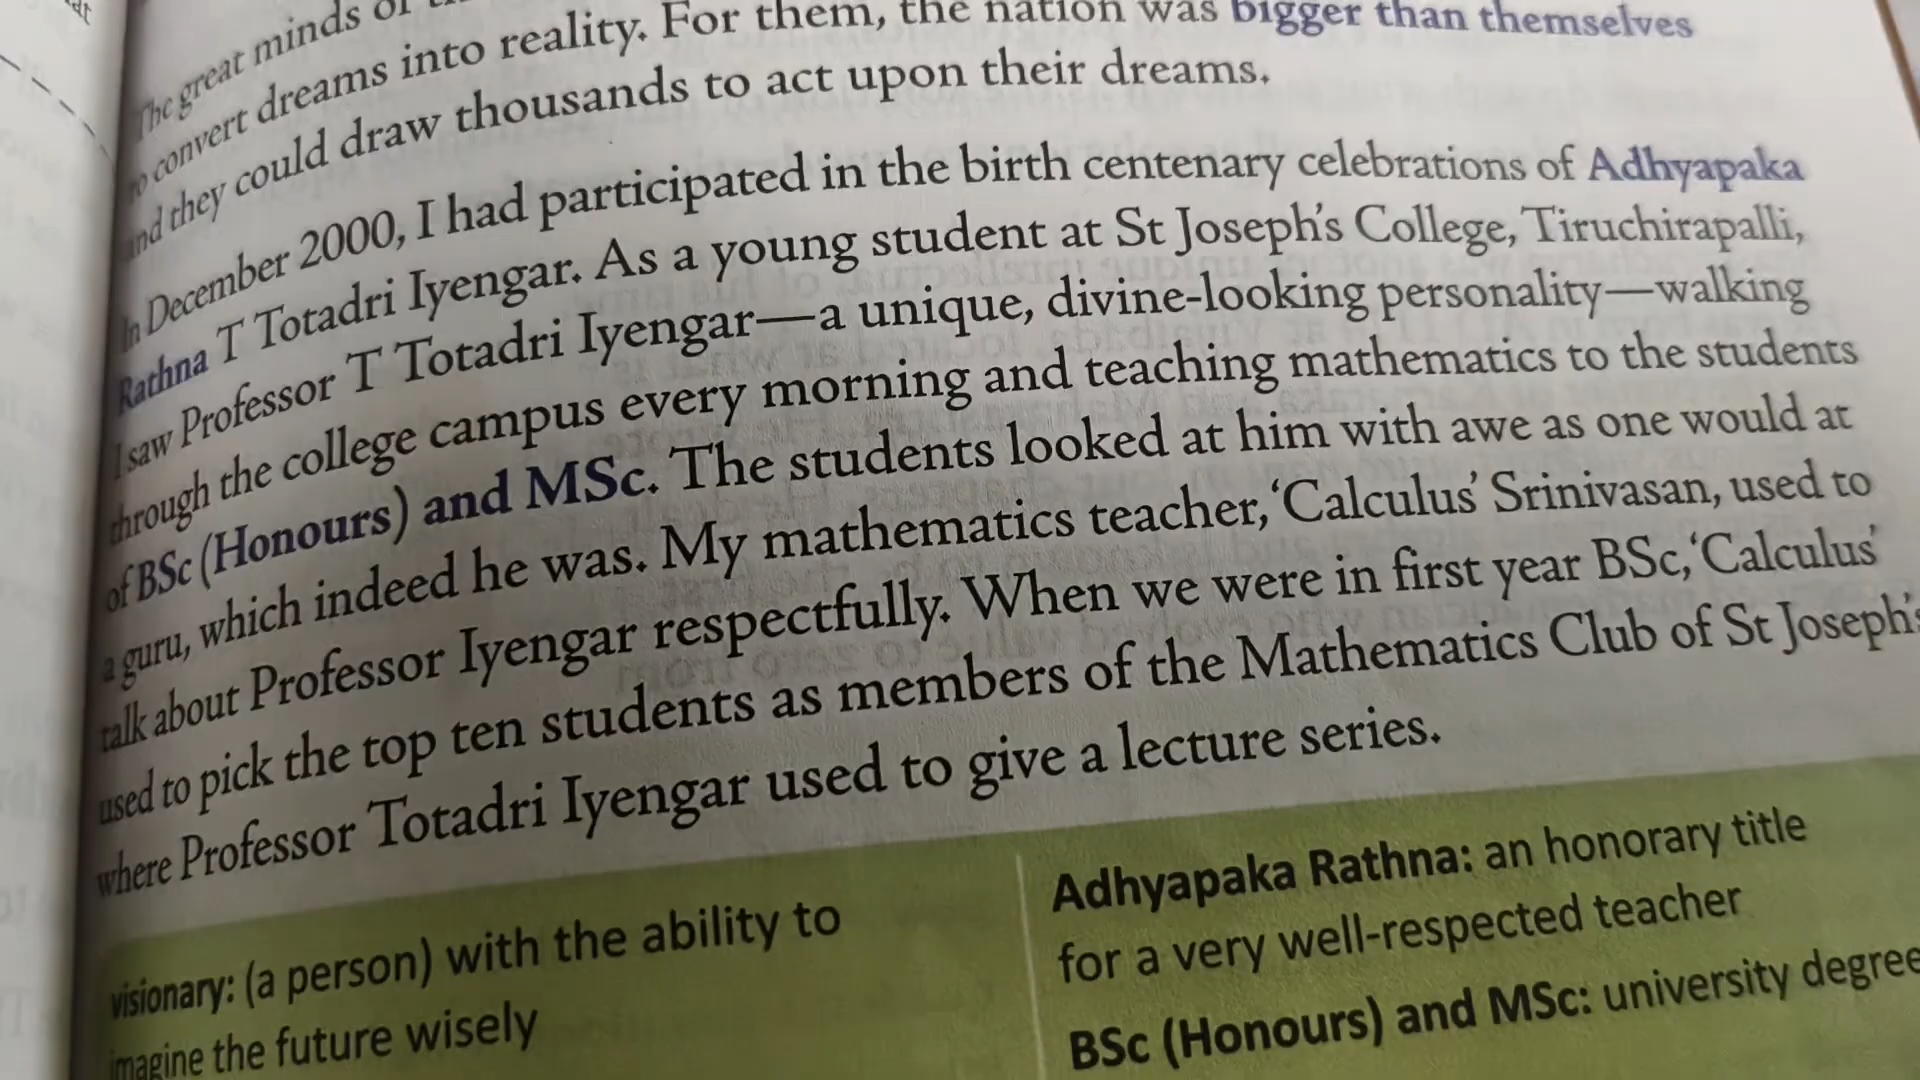 The great minds of
to convert dreams into reality. For them, the nation was bigger than themselves
and they could draw thousands to act upon their dreams.
In December 2000, I had participated in the birth centenary celebrations of Adhyapaka
Rathna T Totadri Iyengar. As a young student at St Joseph's College, Tiruchirapalli,
I saw Professor T Totadri Iyengar—a unique, divine-looking personality—walking
through the college campus every morning and teaching mathematics to the students
of BSc (Honours) and MSc. The students looked at him with awe as one would at
a guru, which indeed he was. My mathematics teacher, 'Calculus' Srinivasan, used to
talk about Professor Iyengar respectfully. When we were in first year BSc, 'Calculus'
used to pick the top ten students as members of the Mathematics Club of St Joseph's
where Professor Totadri Iyengar used to give a lecture series.
visionary: (a person) with the ability to
imagine the future wisely
Adhyapaka Rathna: an honorary title
for a very well-respected teacher
BSc (Honours) and MSc: university degree